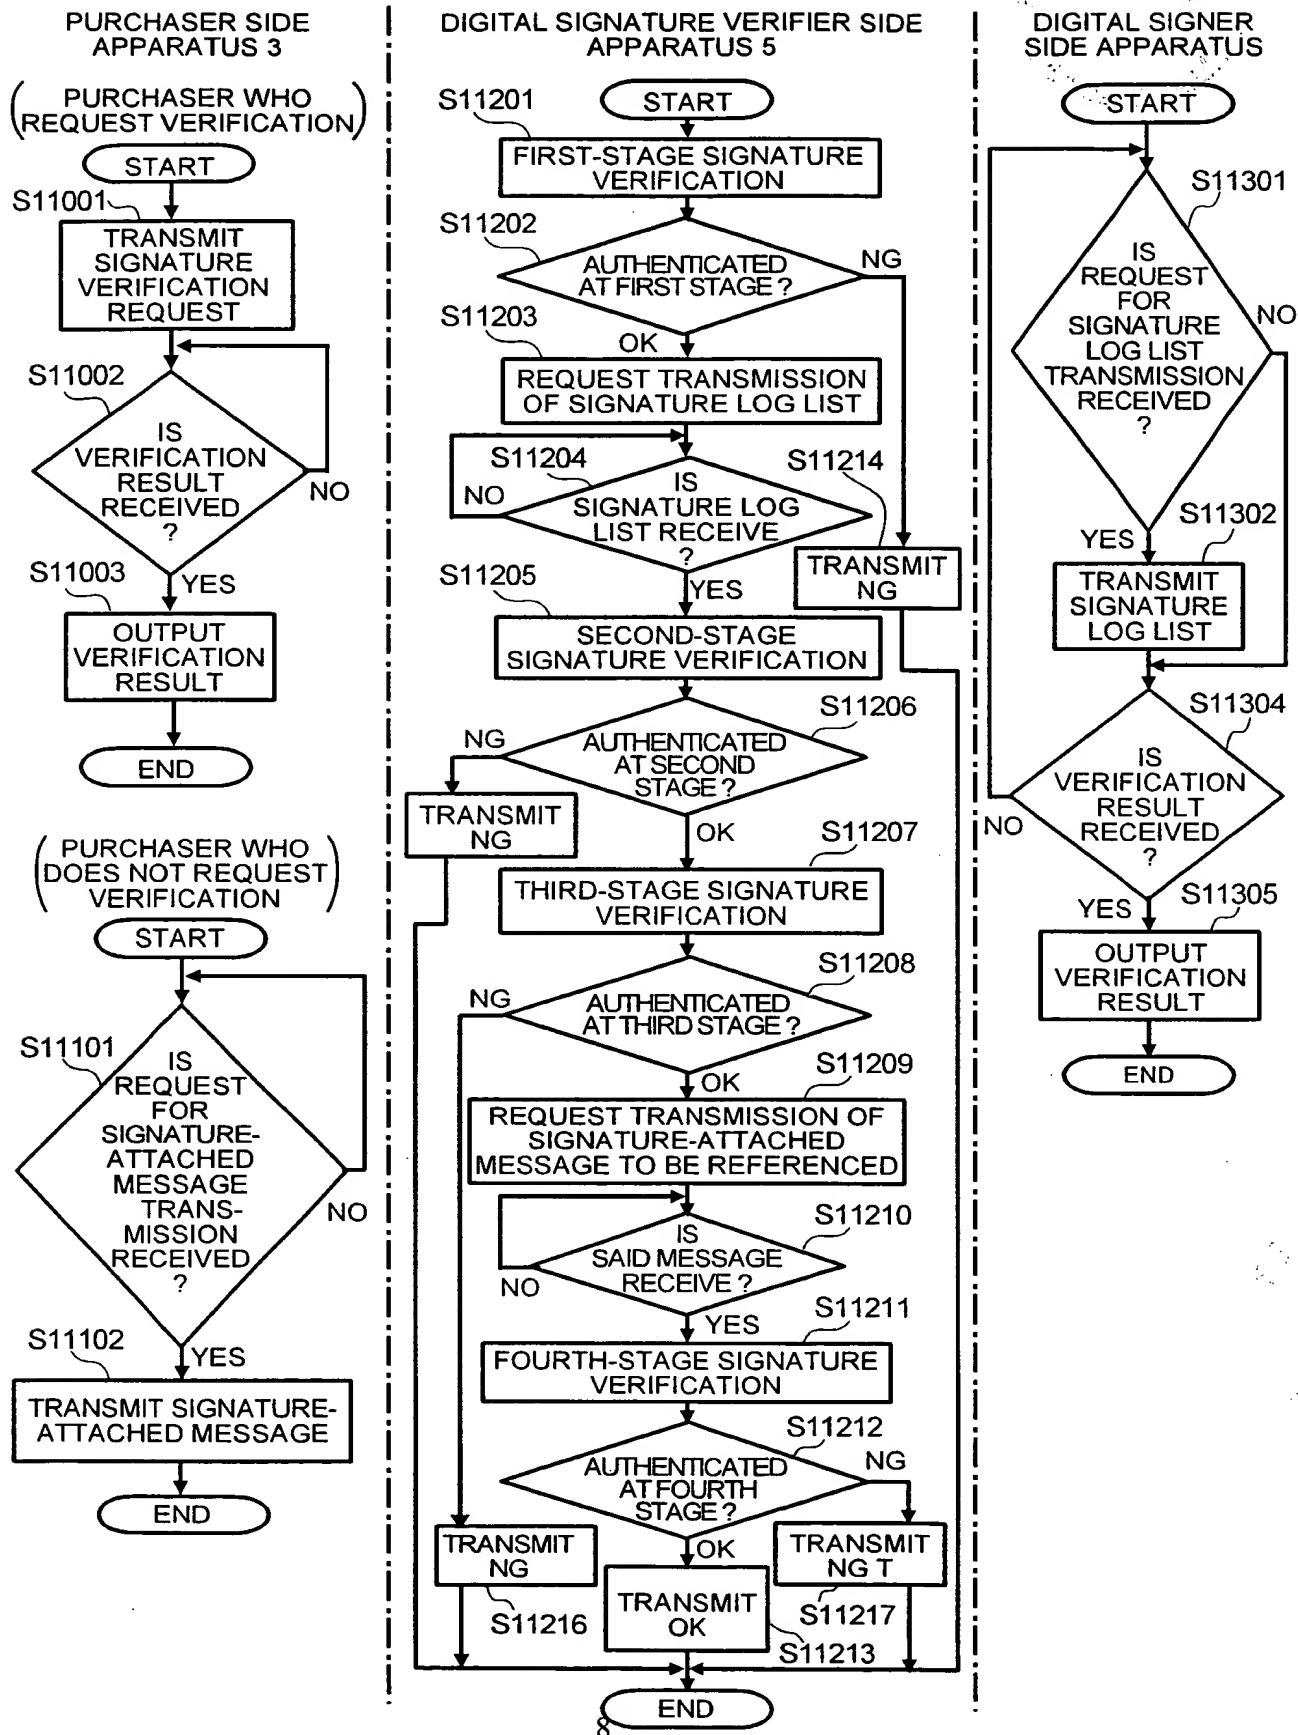 PURCHASER SIDE
APPARATUS 3
PURCHASER WHO
REQUEST VERIFICATION
START
S11001
TRANSMIT
SIGNATURE
VERIFICATION
REQUEST
S11002
IS
VERIFICATION
RESULT
RECEIVED
?
NO
S11003
YES
OUTPUT
VERIFICATION
RESULT
END
PURCHASER WHO
DOES NOT REQUEST
VERIFICATION
START
S11101
IS
REQUEST
FOR
SIGNATURE-
ATTACHED
MESSAGE
TRANS-
MISSION
RECEIVED
?
NO
S11102
YES
TRANSMIT SIGNATURE-
ATTACHED MESSAGE
END
DIGITAL SIGNATURE VERIFIER SIDE
APPARATUS 5
S11201
START
FIRST-STAGE SIGNATURE
VERIFICATION
S11202
AUTHENTICATED
AT FIRST STAGE ?
NG
S11203
OK
REQUEST TRANSMISSION
OF SIGNATURE LOG LIST
S11204
IS
SIGNATURE LOG
LIST RECEIVE
?
NO
S11214
TRANSMIT
NG
S11205
YES
SECOND-STAGE
SIGNATURE VERIFICATION
S11206
NG
AUTHENTICATED
AT SECOND
STAGE ?
TRANSMIT
NG
OK
S11207
THIRD-STAGE SIGNATURE
VERIFICATION
S11208
NG
AUTHENTICATED
AT THIRD STAGE ?
OK
S11209
REQUEST TRANSMISSION OF
SIGNATURE-ATTACHED
MESSAGE TO BE REFERENCED
S11210
IS
SAID MESSAGE
RECEIVE ?
NO
YES
S11211
FOURTH-STAGE SIGNATURE
VERIFICATION
S11212
AUTHENTICATED
AT FOURTH
STAGE ?
NG
TRANSMIT
NG
OK
TRANSMIT
NG T
S11216
TRANSMIT
OK
S11217
S11213
END
8
DIGITAL SIGNER
SIDE APPARATUS
START
S11301
IS
REQUEST
FOR
SIGNATURE
LOG LIST
TRANSMISSION
RECEIVED
?
NO
YES
S11302
TRANSMIT
SIGNATURE
LOG LIST
S11304
IS
VERIFICATION
RESULT
RECEIVED
?
NO
YES
S11305
OUTPUT
VERIFICATION
RESULT
END